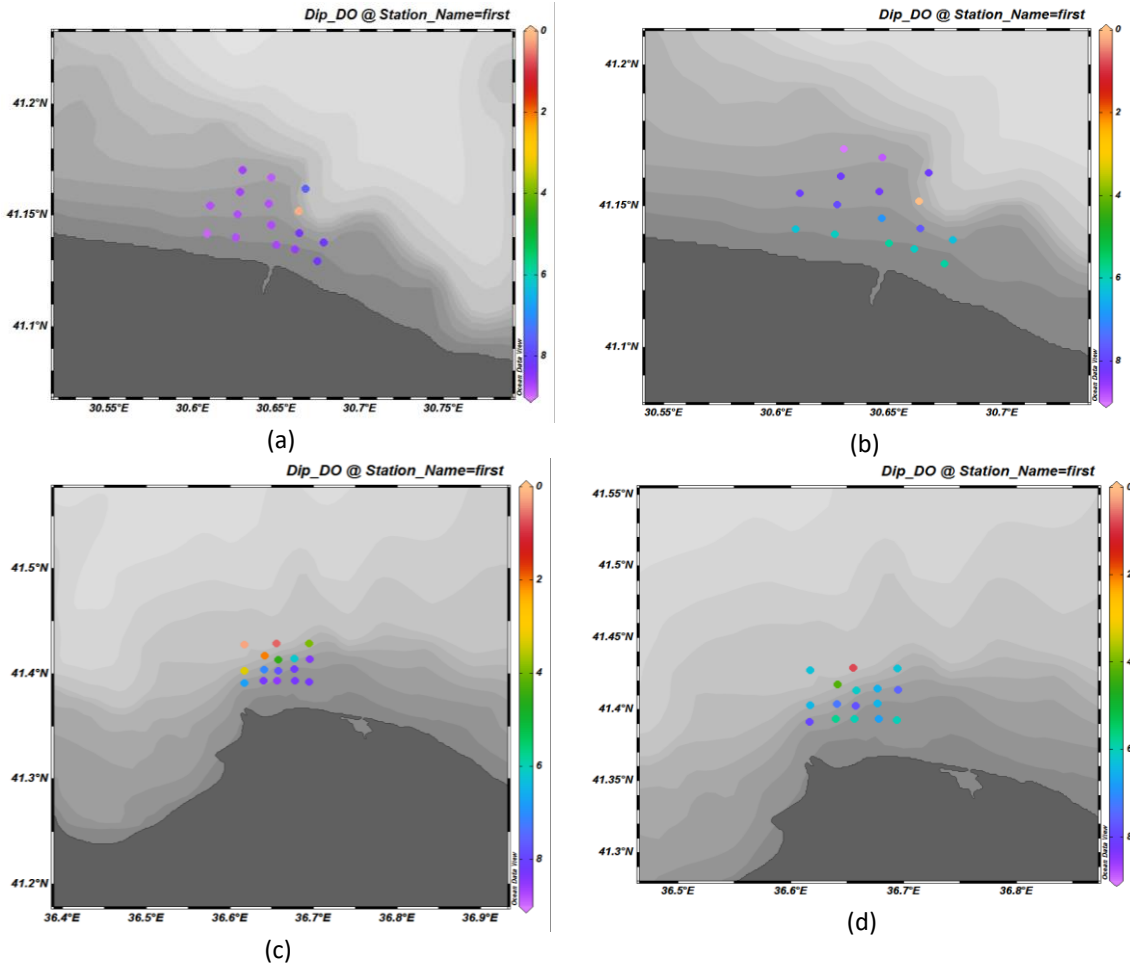 Dip_DO @ Station_Name=first
41.2°N
41.15°N
41.1°N
30.55°E 30.6°E 30.65°E 30.7°E 30.75°E
0
2
4
6
8
Ocean Data View
(a)
Dip_DO @ Station_Name=first
41.2°N
41.15°N
41.1°N
30.55°E 30.6°E 30.65°E 30.7°E
0
2
4
6
8
Ocean Data View
(b)
Dip_DO @ Station_Name=first
41.5°N
41.4°N
41.3°N
41.2°N
36.4°E 36.5°E 36.6°E 36.7°E 36.8°E 36.9°E
0
2
4
6
8
Ocean Data View
(c)
Dip_DO @ Station_Name=first
41.55°N
41.5°N
41.45°N
41.4°N
41.35°N
41.3°N
36.5°E 36.6°E 36.7°E 36.8°E
0
2
4
6
8
Ocean Data View
(d)